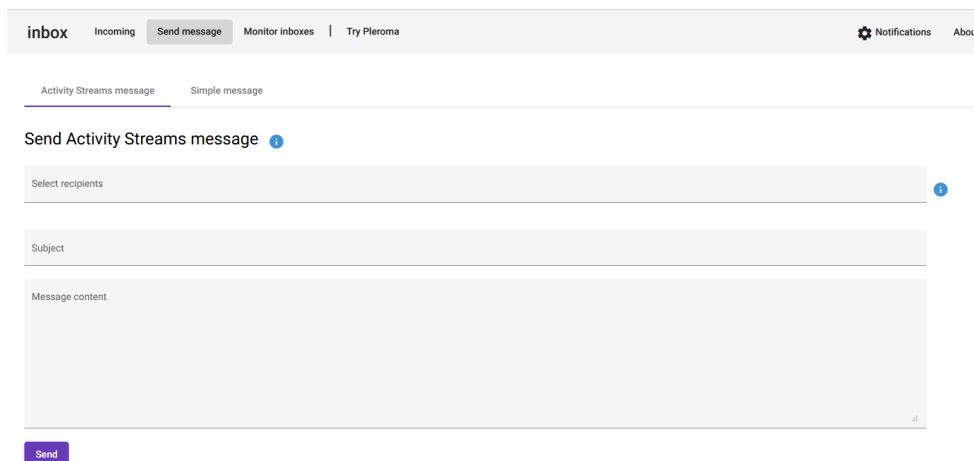 inbox Incoming Send message Monitor inboxes | Try Pleroma Notifications Abou
Activity Streams message Simple message
Send Activity Streams message
Select recipients
Subject
Message content
Send